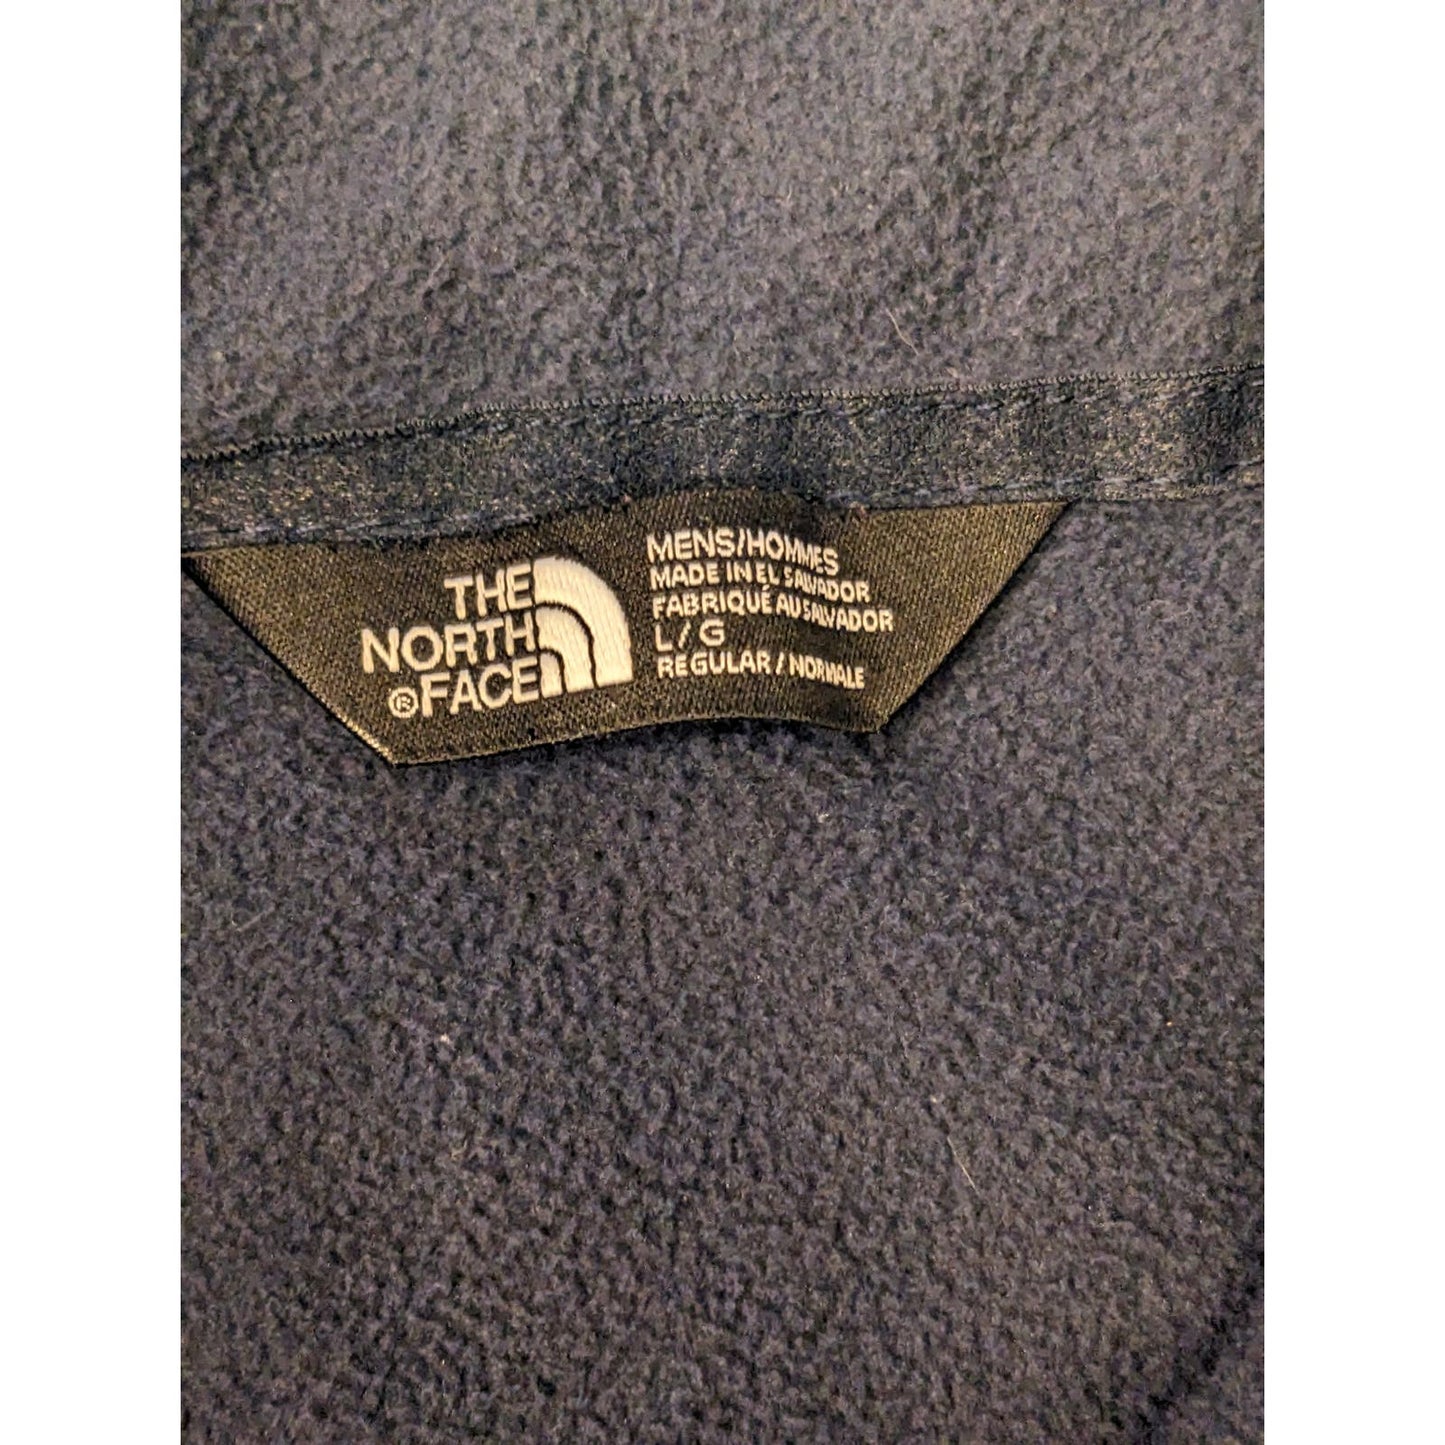 THE
NORTH
®FACE
MENS/HOMMES
MADE IN EL SALVADOR
FABRIQUÉ AU SALVADOR
L/G
REGULAR/NORMALE